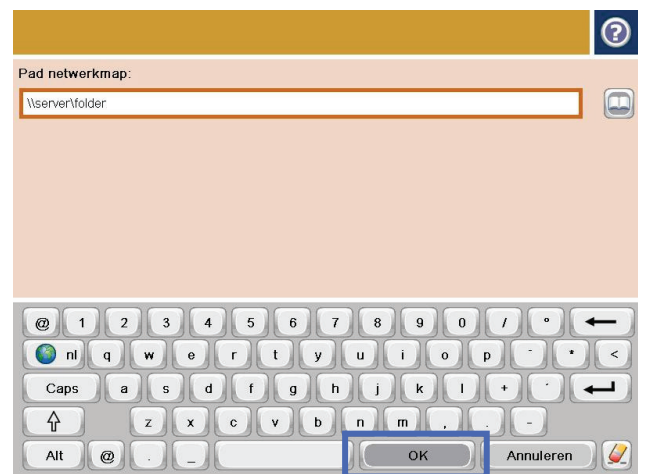 ?
Pad netwerkmap:
\\server\folder
@ 1 2 3 4 5 6 7 8 9 0 / °
nl q w e r t y u i o p ¨ * <
Caps a s d f g h j k l + ´
z x c v b n m , . -
Alt @ . _ OK Annuleren